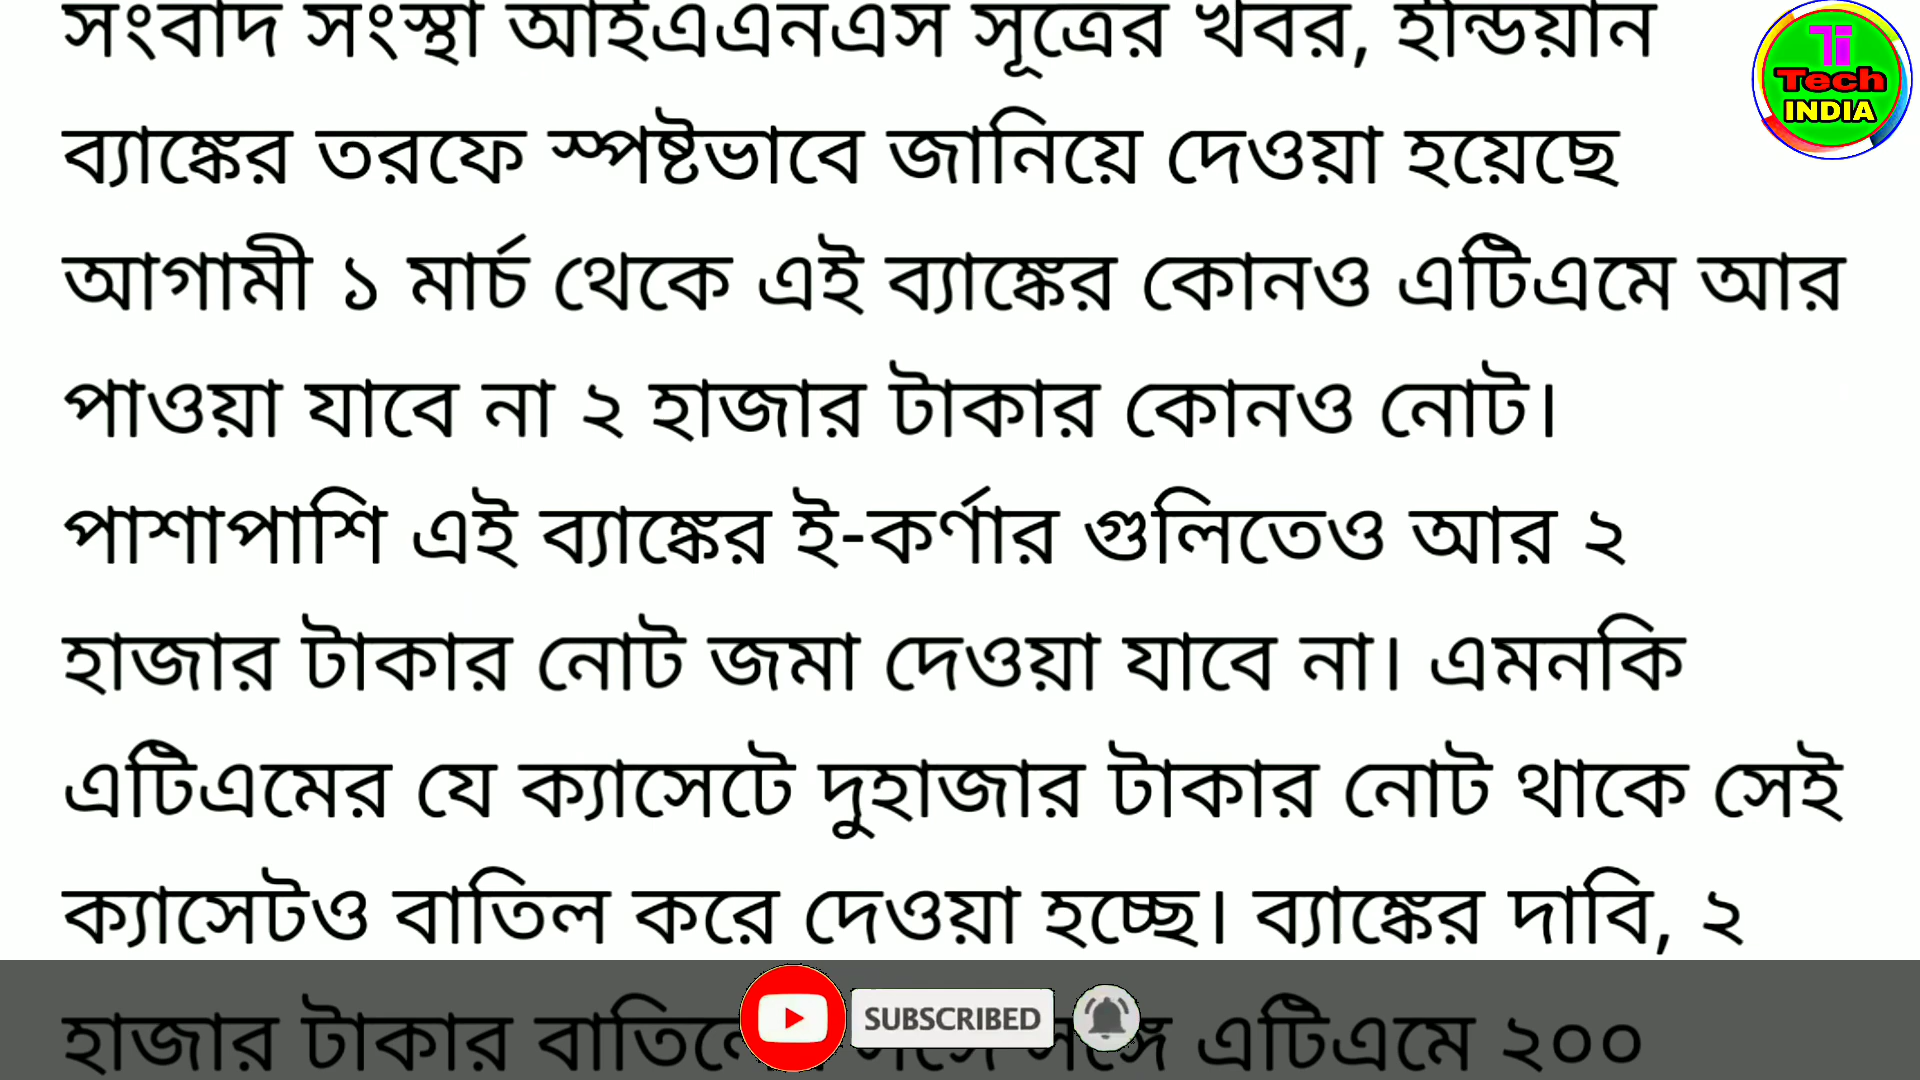 সংবাদ সংস্থা আইএএনএস সূত্রের খবর, ইন্ডিয়ান
ব্যাঙ্কের তরফে স্পষ্টভাবে জানিয়ে দেওয়া হয়েছে
আগামী ১ মার্চ থেকে এই ব্যাঙ্কের কোনও এটিএমে আর
পাওয়া যাবে না ২ হাজার টাকার কোনও নোট।
পাশাপাশি এই ব্যাঙ্কের ই-কর্ণার গুলিতেও আর ২
হাজার টাকার নোট জমা দেওয়া যাবে না। এমনকি
এটিএমের যে ক্যাসেটে দুহাজার টাকার নোট থাকে সেই
ক্যাসেটও বাতিল করে দেওয়া হচ্ছে। ব্যাঙ্কের দাবি, ২
হাজার টাকার সঙ্গে এটিএমে ২০০
SUBSCRIBED
Ti
Tech
INDIA